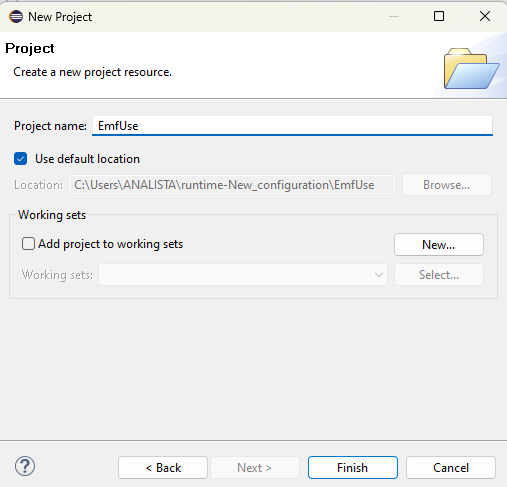 New Project
Project
Create a new project resource.
Project name: EmfUse
Use default location
Location: C:\Users\ANALISTA\runtime-New_configuration\EmfUse Browse...
Working sets
Add project to working sets New...
Working sets: Select...
? < Back Next > Finish Cancel